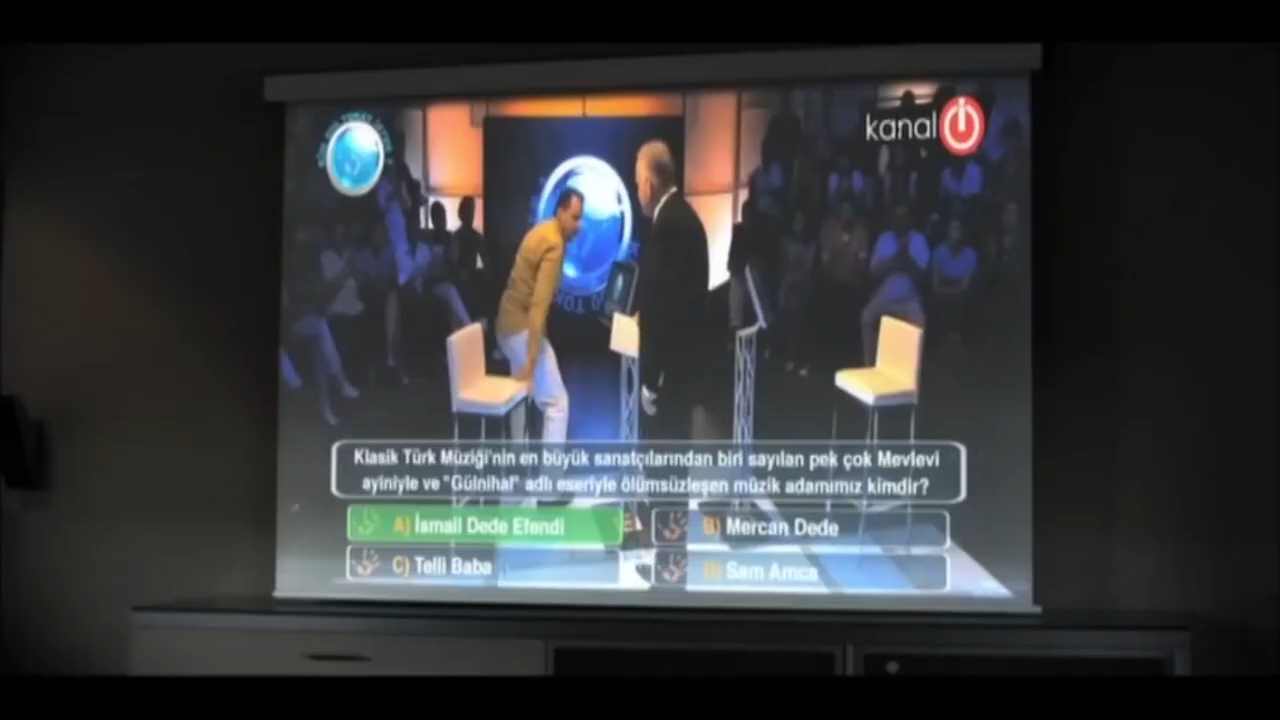 kanal
Klasik Türk Müziği'nin en büyük sanatçılarından biri sayılan pek çok Mevlevi
ayiniyle ve "Gülnihal" adlı eseriyle ölümsüzleşen müzik adamımız kimdir?
A) İsmail Dede Efendi
B) Mercan Dede
C) Telli Baba
D) Sam Amca